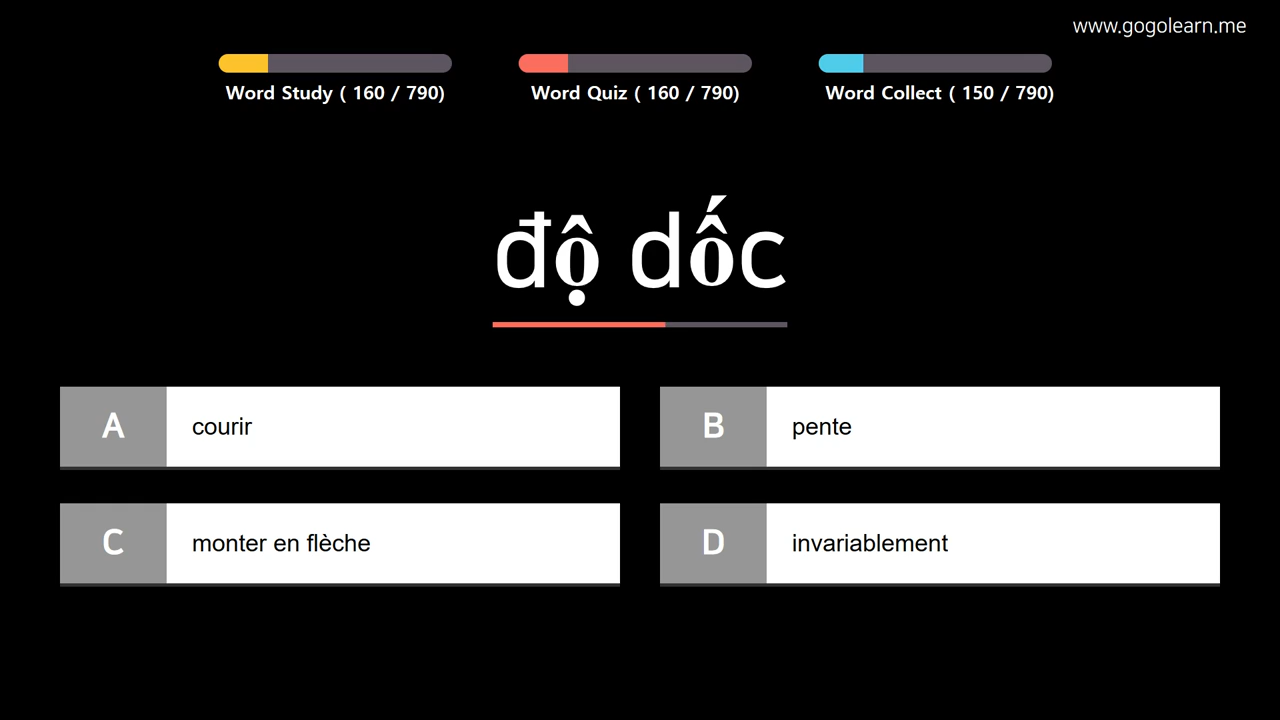 www.gogolearn.me
Word Study ( 160 / 790)
Word Quiz ( 160 / 790)
Word Collect ( 150 / 790)
độ dốc
A courir
B pente
C monter en flèche
D invariablement